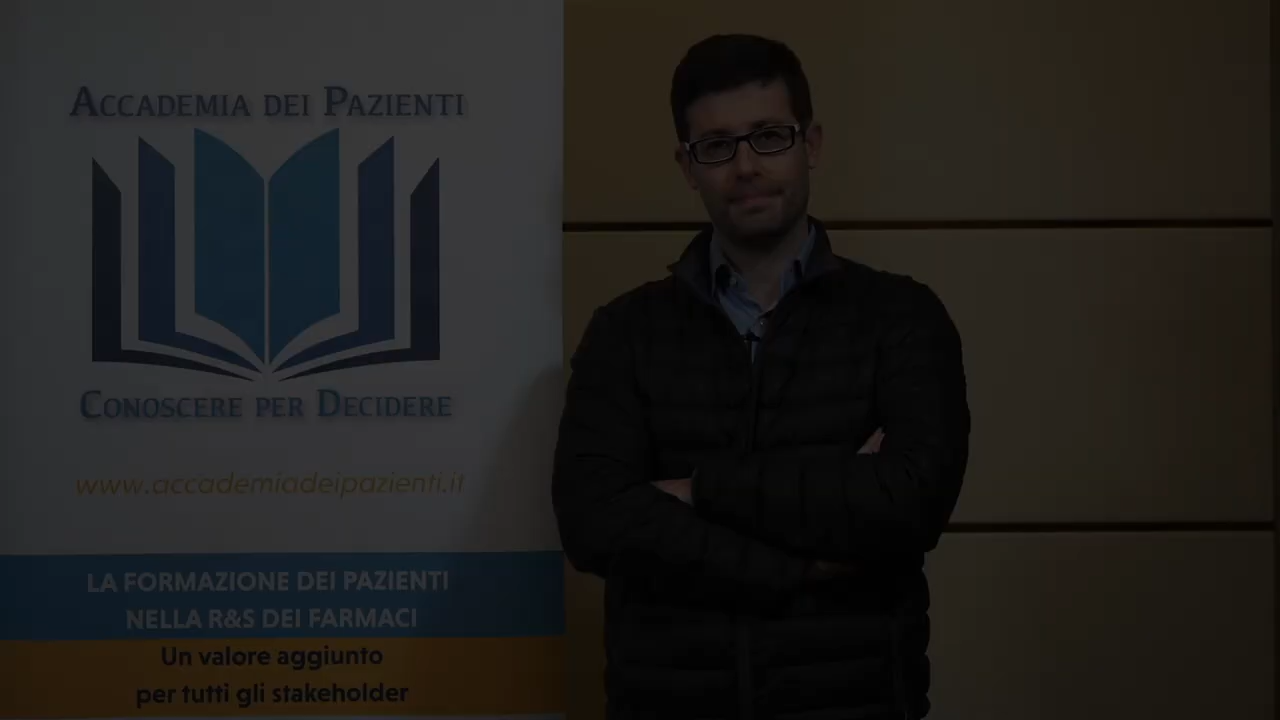 ACCADEMIA DEI PAZIENTI
CONOSCERE PER DECIDERE
www.accademiadeipazienti.it
LA FORMAZIONE DEI PAZIENTI
NELLA R&S DEI FARMACI
Un valore aggiunto
per tutti gli stakeholder